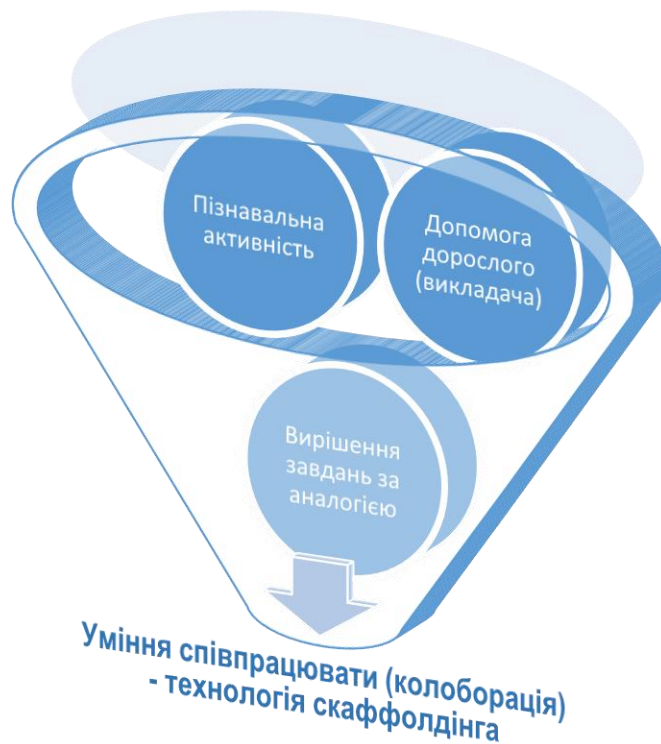 Пізнавальна
активність
Допомога
дорослого
(викладача)
Вирішення
завдань за
аналогією
Уміння співпрацювати (колоборація)
- технологія скаффолдінга